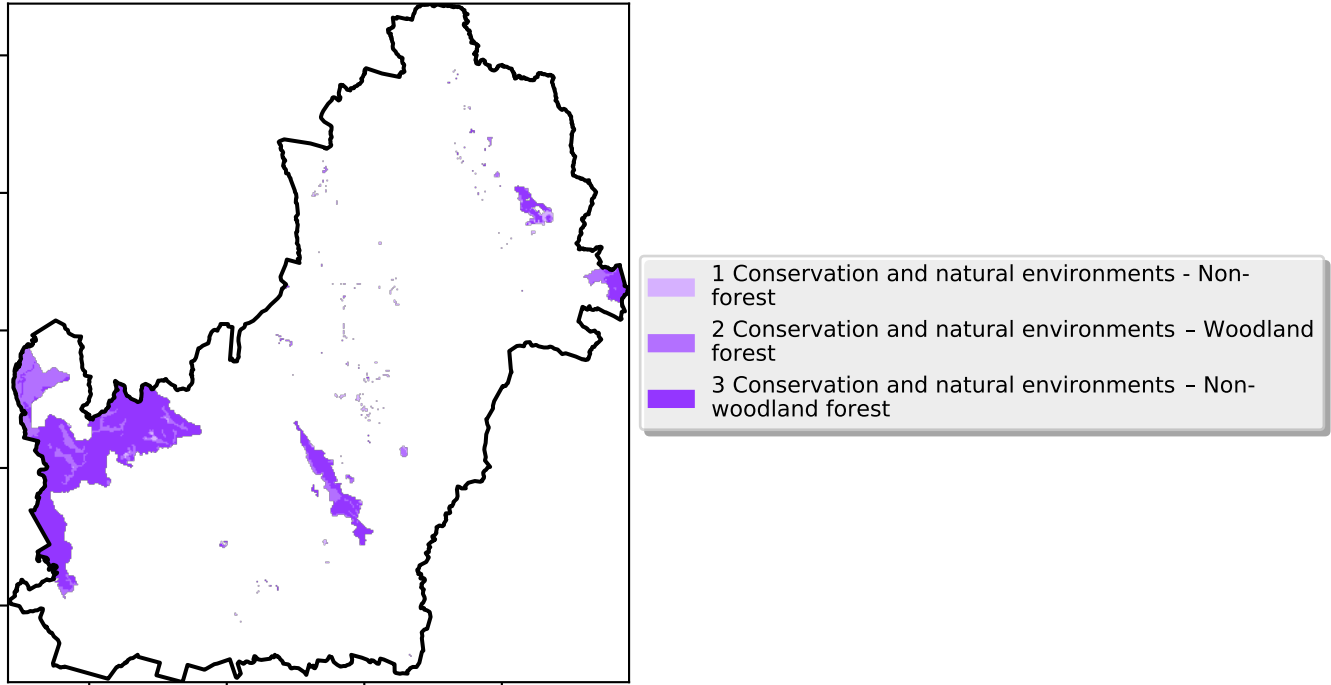 1 Conservation and natural environments - Non-
forest
2 Conservation and natural environments – Woodland
forest
3 Conservation and natural environments – Non-
woodland forest